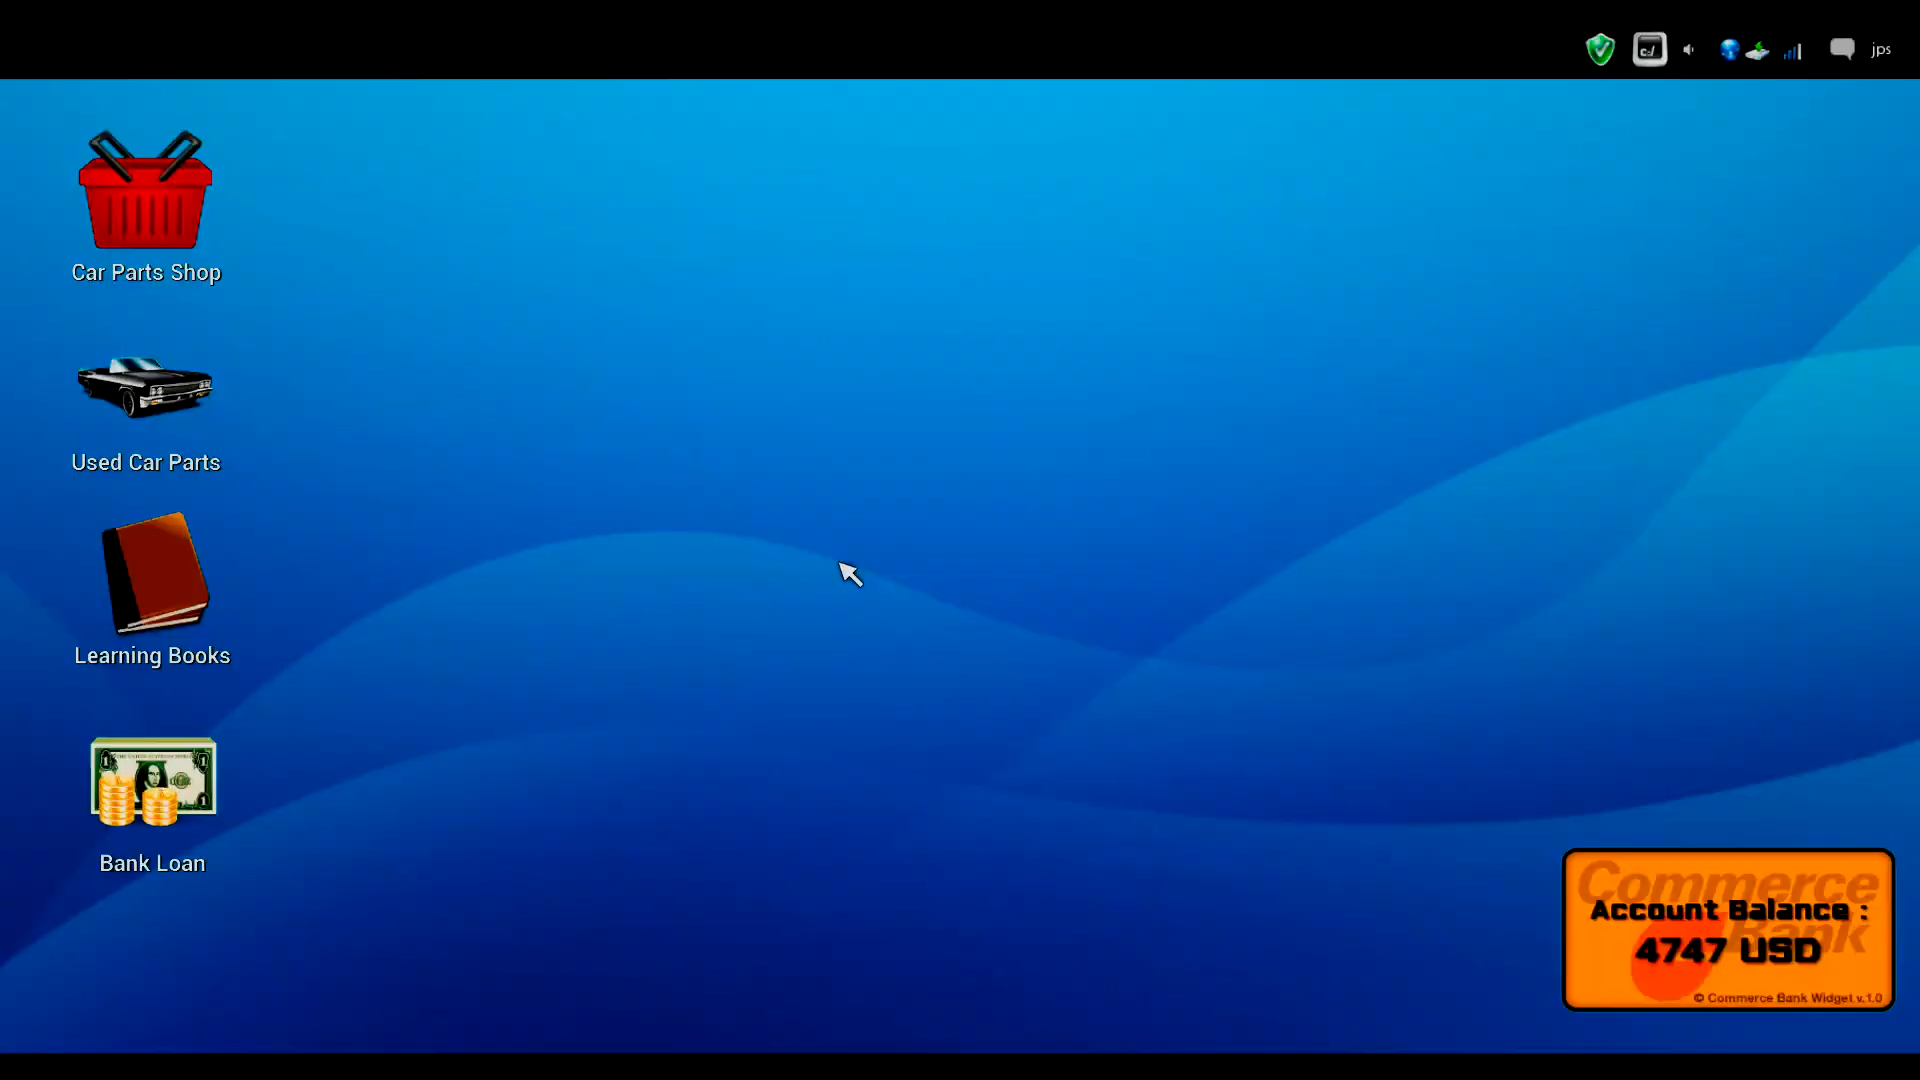 c:/
jps
Car Parts Shop
Used Car Parts
Learning Books
Bank Loan
Commerce
Account Balance :
Bank
4747 USD
© Commerce Bank Widget v.1.0